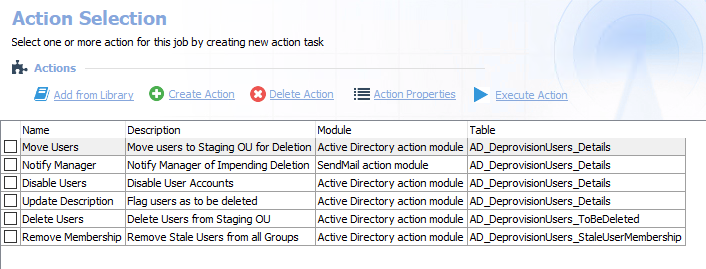 Action Selection
Select one or more action for this job by creating new action task
Actions
Add from Library Create Action Delete Action Action Properties Execute Action
Name Description Module Table
Move Users Move users to Staging OU for Deletion Active Directory action module AD_DeprovisionUsers_Details
Notify Manager Notify Manager of Impending Deletion SendMail action module AD_DeprovisionUsers_Details
Disable Users Disable User Accounts Active Directory action module AD_DeprovisionUsers_Details
Update Description Flag users as to be deleted Active Directory action module AD_DeprovisionUsers_Details
Delete Users Delete Users from Staging OU Active Directory action module AD_DeprovisionUsers_ToBeDeleted
Remove Membership Remove Stale Users from all Groups Active Directory action module AD_DeprovisionUsers_StaleUserMembership